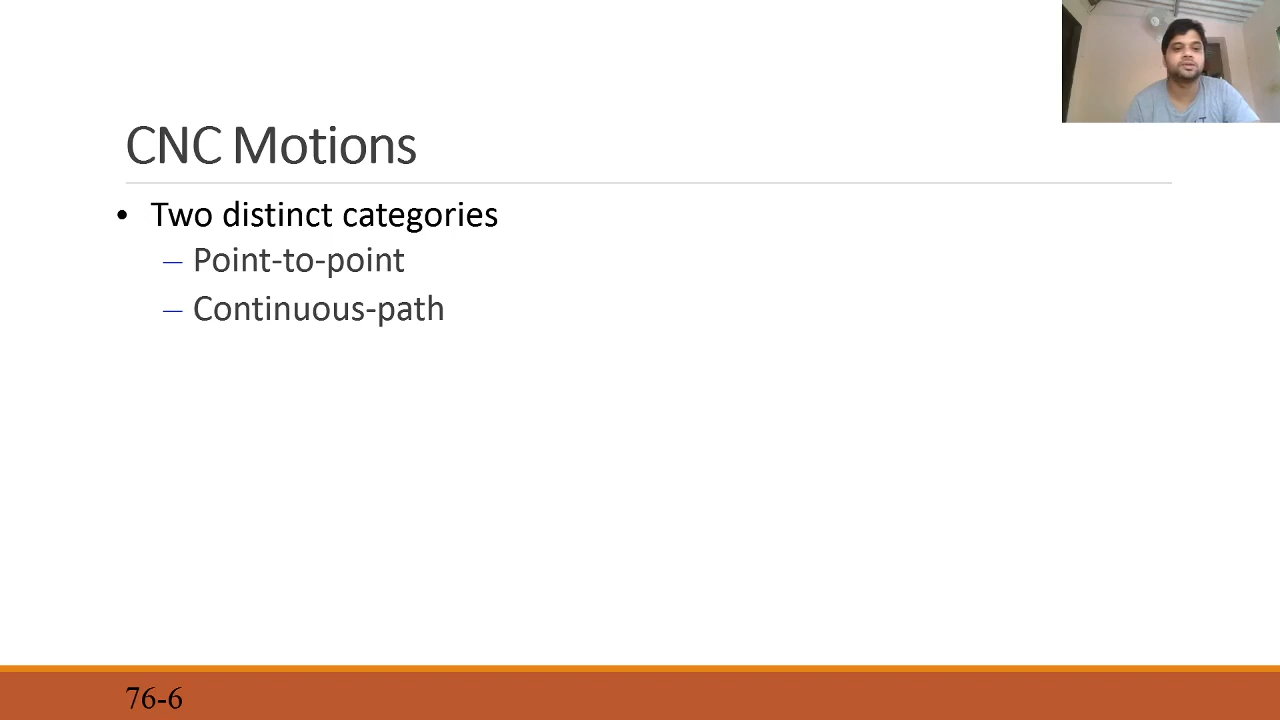 CNC Motions
• Two distinct categories
– Point-to-point
– Continuous-path
76-6